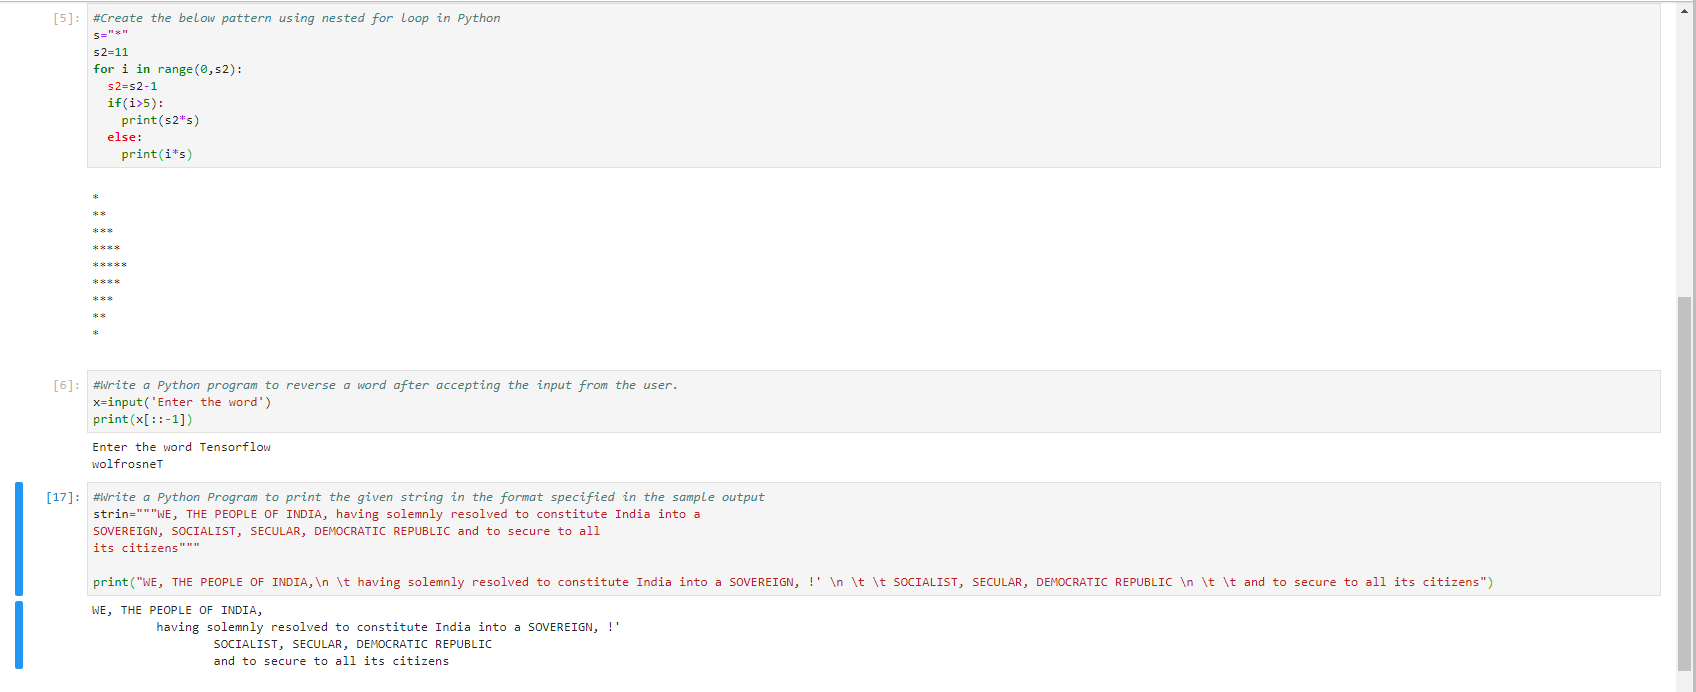 [5]: #Create the below pattern using nested for loop in Python
s="*"
s2=11
for i in range(0,s2):
  s2=s2-1
  if(i>5):
    print(s2*s)
  else:
    print(i*s)
*
**
***
****
*****
****
***
**
*
[6]: #Write a Python program to reverse a word after accepting the input from the user.
x=input('Enter the word')
print(x[::-1])
Enter the word Tensorflow
wolfrosneT
[17]: #Write a Python Program to print the given string in the format specified in the sample output
strin="""WE, THE PEOPLE OF INDIA, having solemnly resolved to constitute India into a
SOVEREIGN, SOCIALIST, SECULAR, DEMOCRATIC REPUBLIC and to secure to all
its citizens"""
print("WE, THE PEOPLE OF INDIA,\n \t having solemnly resolved to constitute India into a SOVEREIGN, !' \n \t \t SOCIALIST, SECULAR, DEMOCRATIC REPUBLIC \n \t \t and to secure to all its citizens")
WE, THE PEOPLE OF INDIA,
         having solemnly resolved to constitute India into a SOVEREIGN, !'
                 SOCIALIST, SECULAR, DEMOCRATIC REPUBLIC
                 and to secure to all its citizens